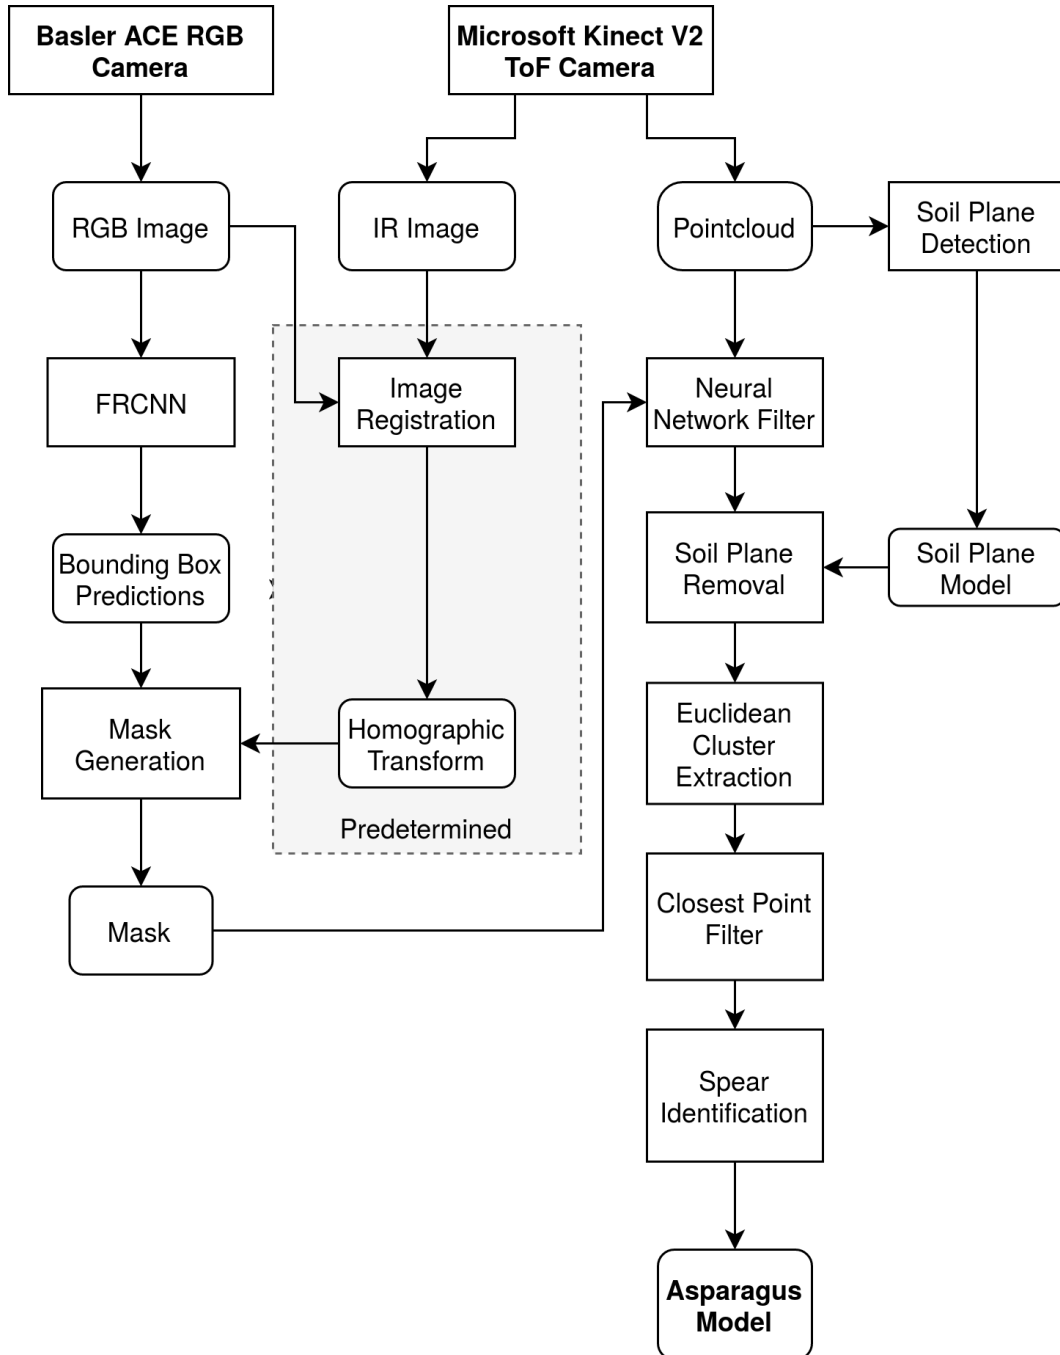 Basler ACE RGB
Camera
Microsoft Kinect V2
ToF Camera
RGB Image
IR Image
Pointcloud
Soil Plane
Detection
FRCNN
Image
Registration
Neural
Network Filter
Bounding Box
Predictions
Soil Plane
Removal
Soil Plane
Model
Mask
Generation
Homographic
Transform
Euclidean
Cluster
Extraction
Predetermined
Mask
Closest Point
Filter
Spear
Identification
Asparagus
Model